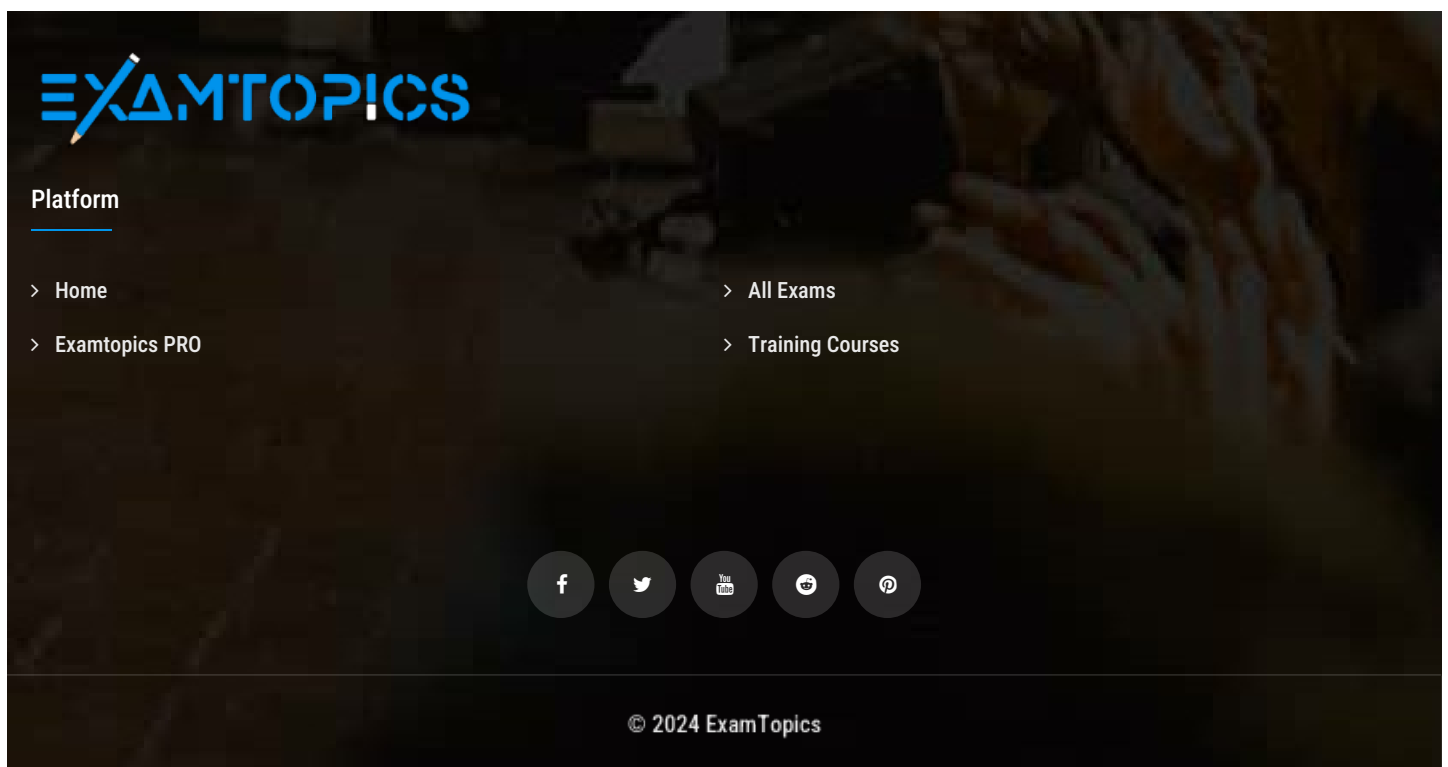 EXAMTOPICS
Platform
Home
All Exams
Examtopics PRO
Training Courses
You
Tube
© 2024 ExamTopics